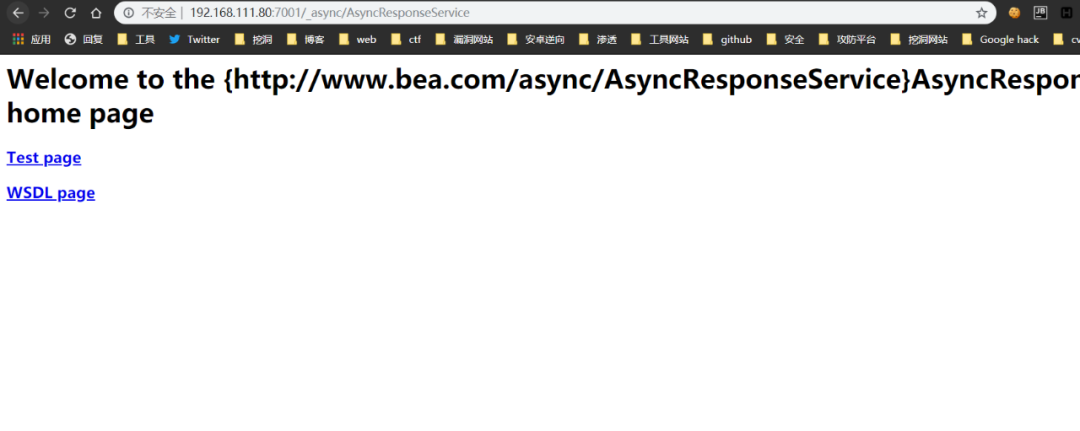 不安全 | 192.168.111.80:7001/_async/AsyncResponseService
JB
应用 回复 工具 Twitter 挖洞 博客 web ctf 漏洞网站 安卓逆向 渗透 工具网站 github 安全 攻防平台 挖洞网站 Google hack
Welcome to the {http://www.bea.com/async/AsyncResponseService}AsyncRespon
home page
Test page
WSDL page